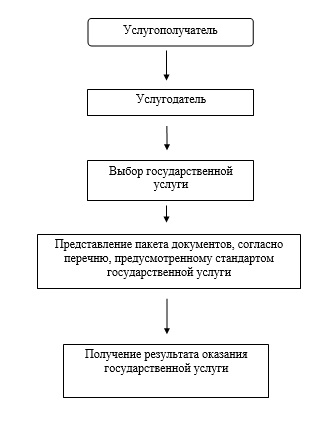 Услугополучатель
Услугодатель
Выбор государственной
услуги
Представление пакета документов, согласно
перечню, предусмотренному стандартом
государственной услуги
Получение результата оказания
государственной услуги